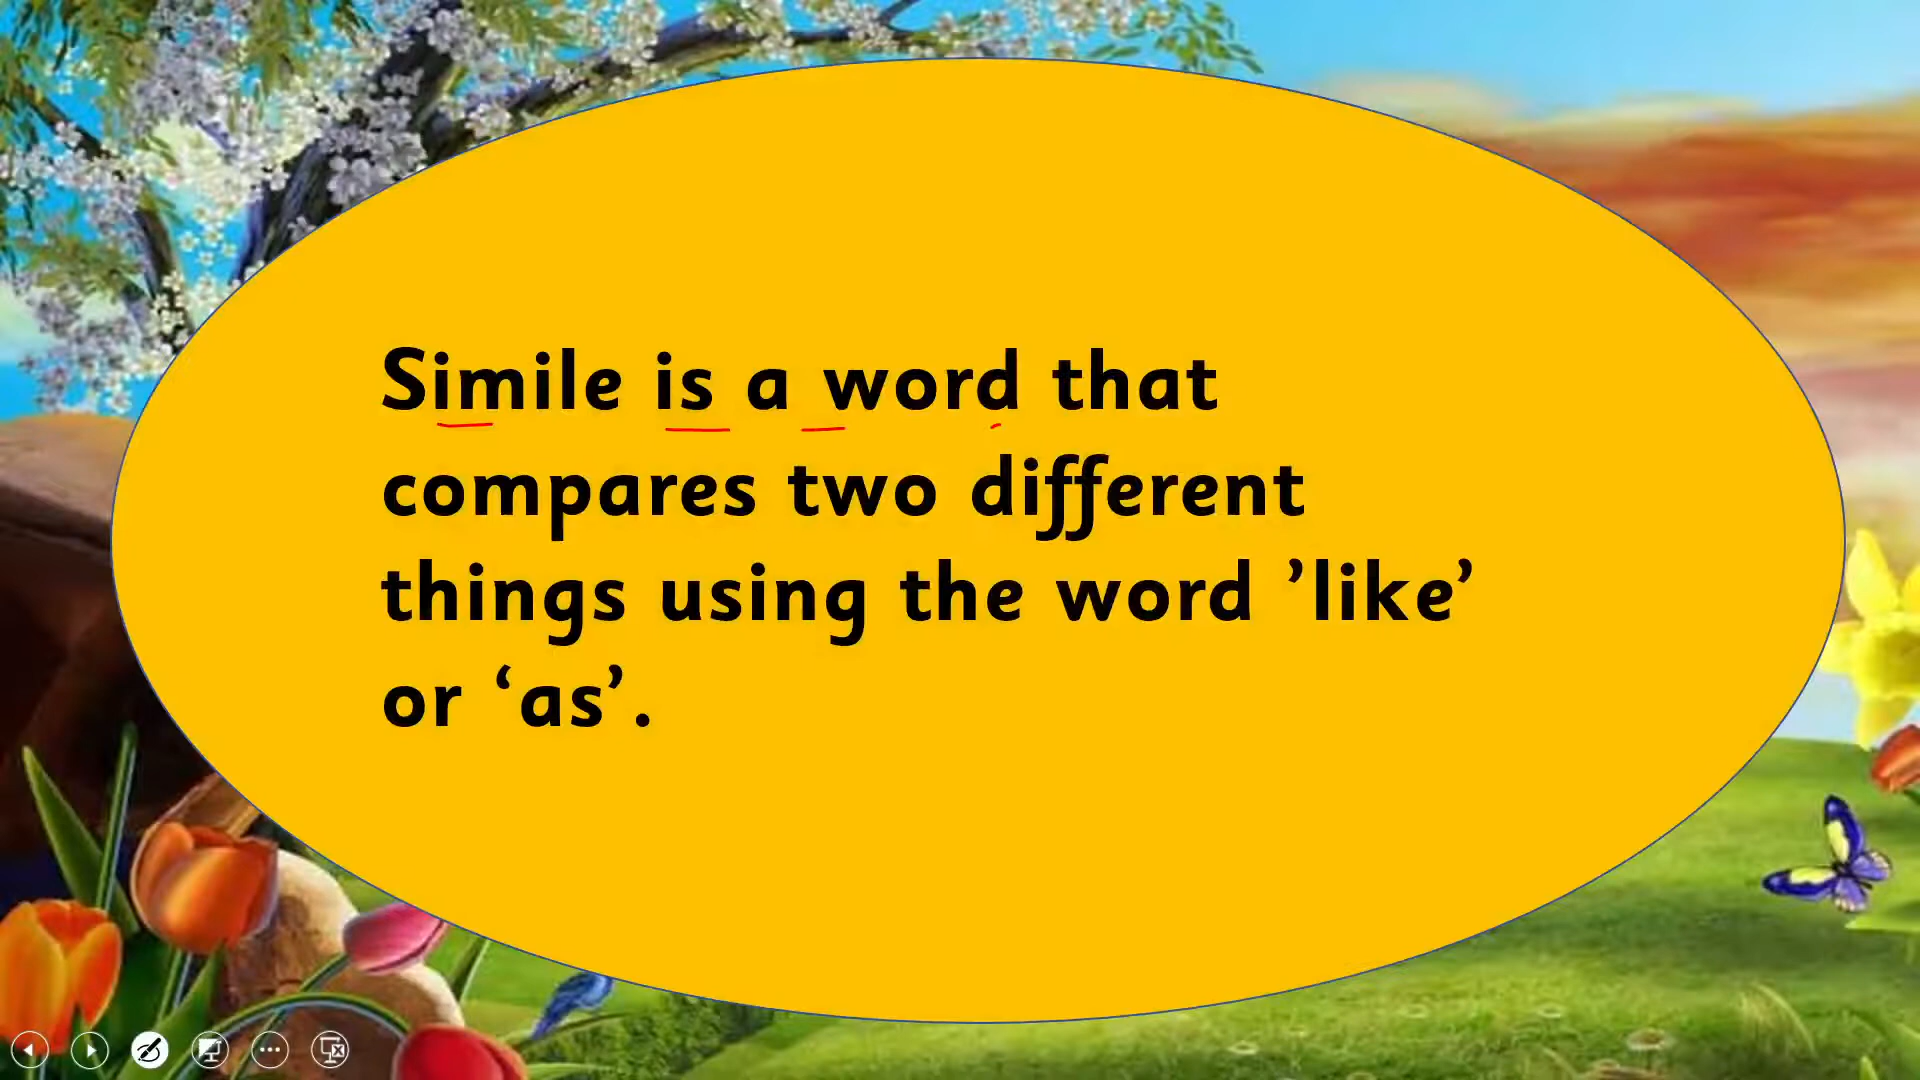 Simile is a word that
compares two different
things using the word ’like’
or ‘as’.